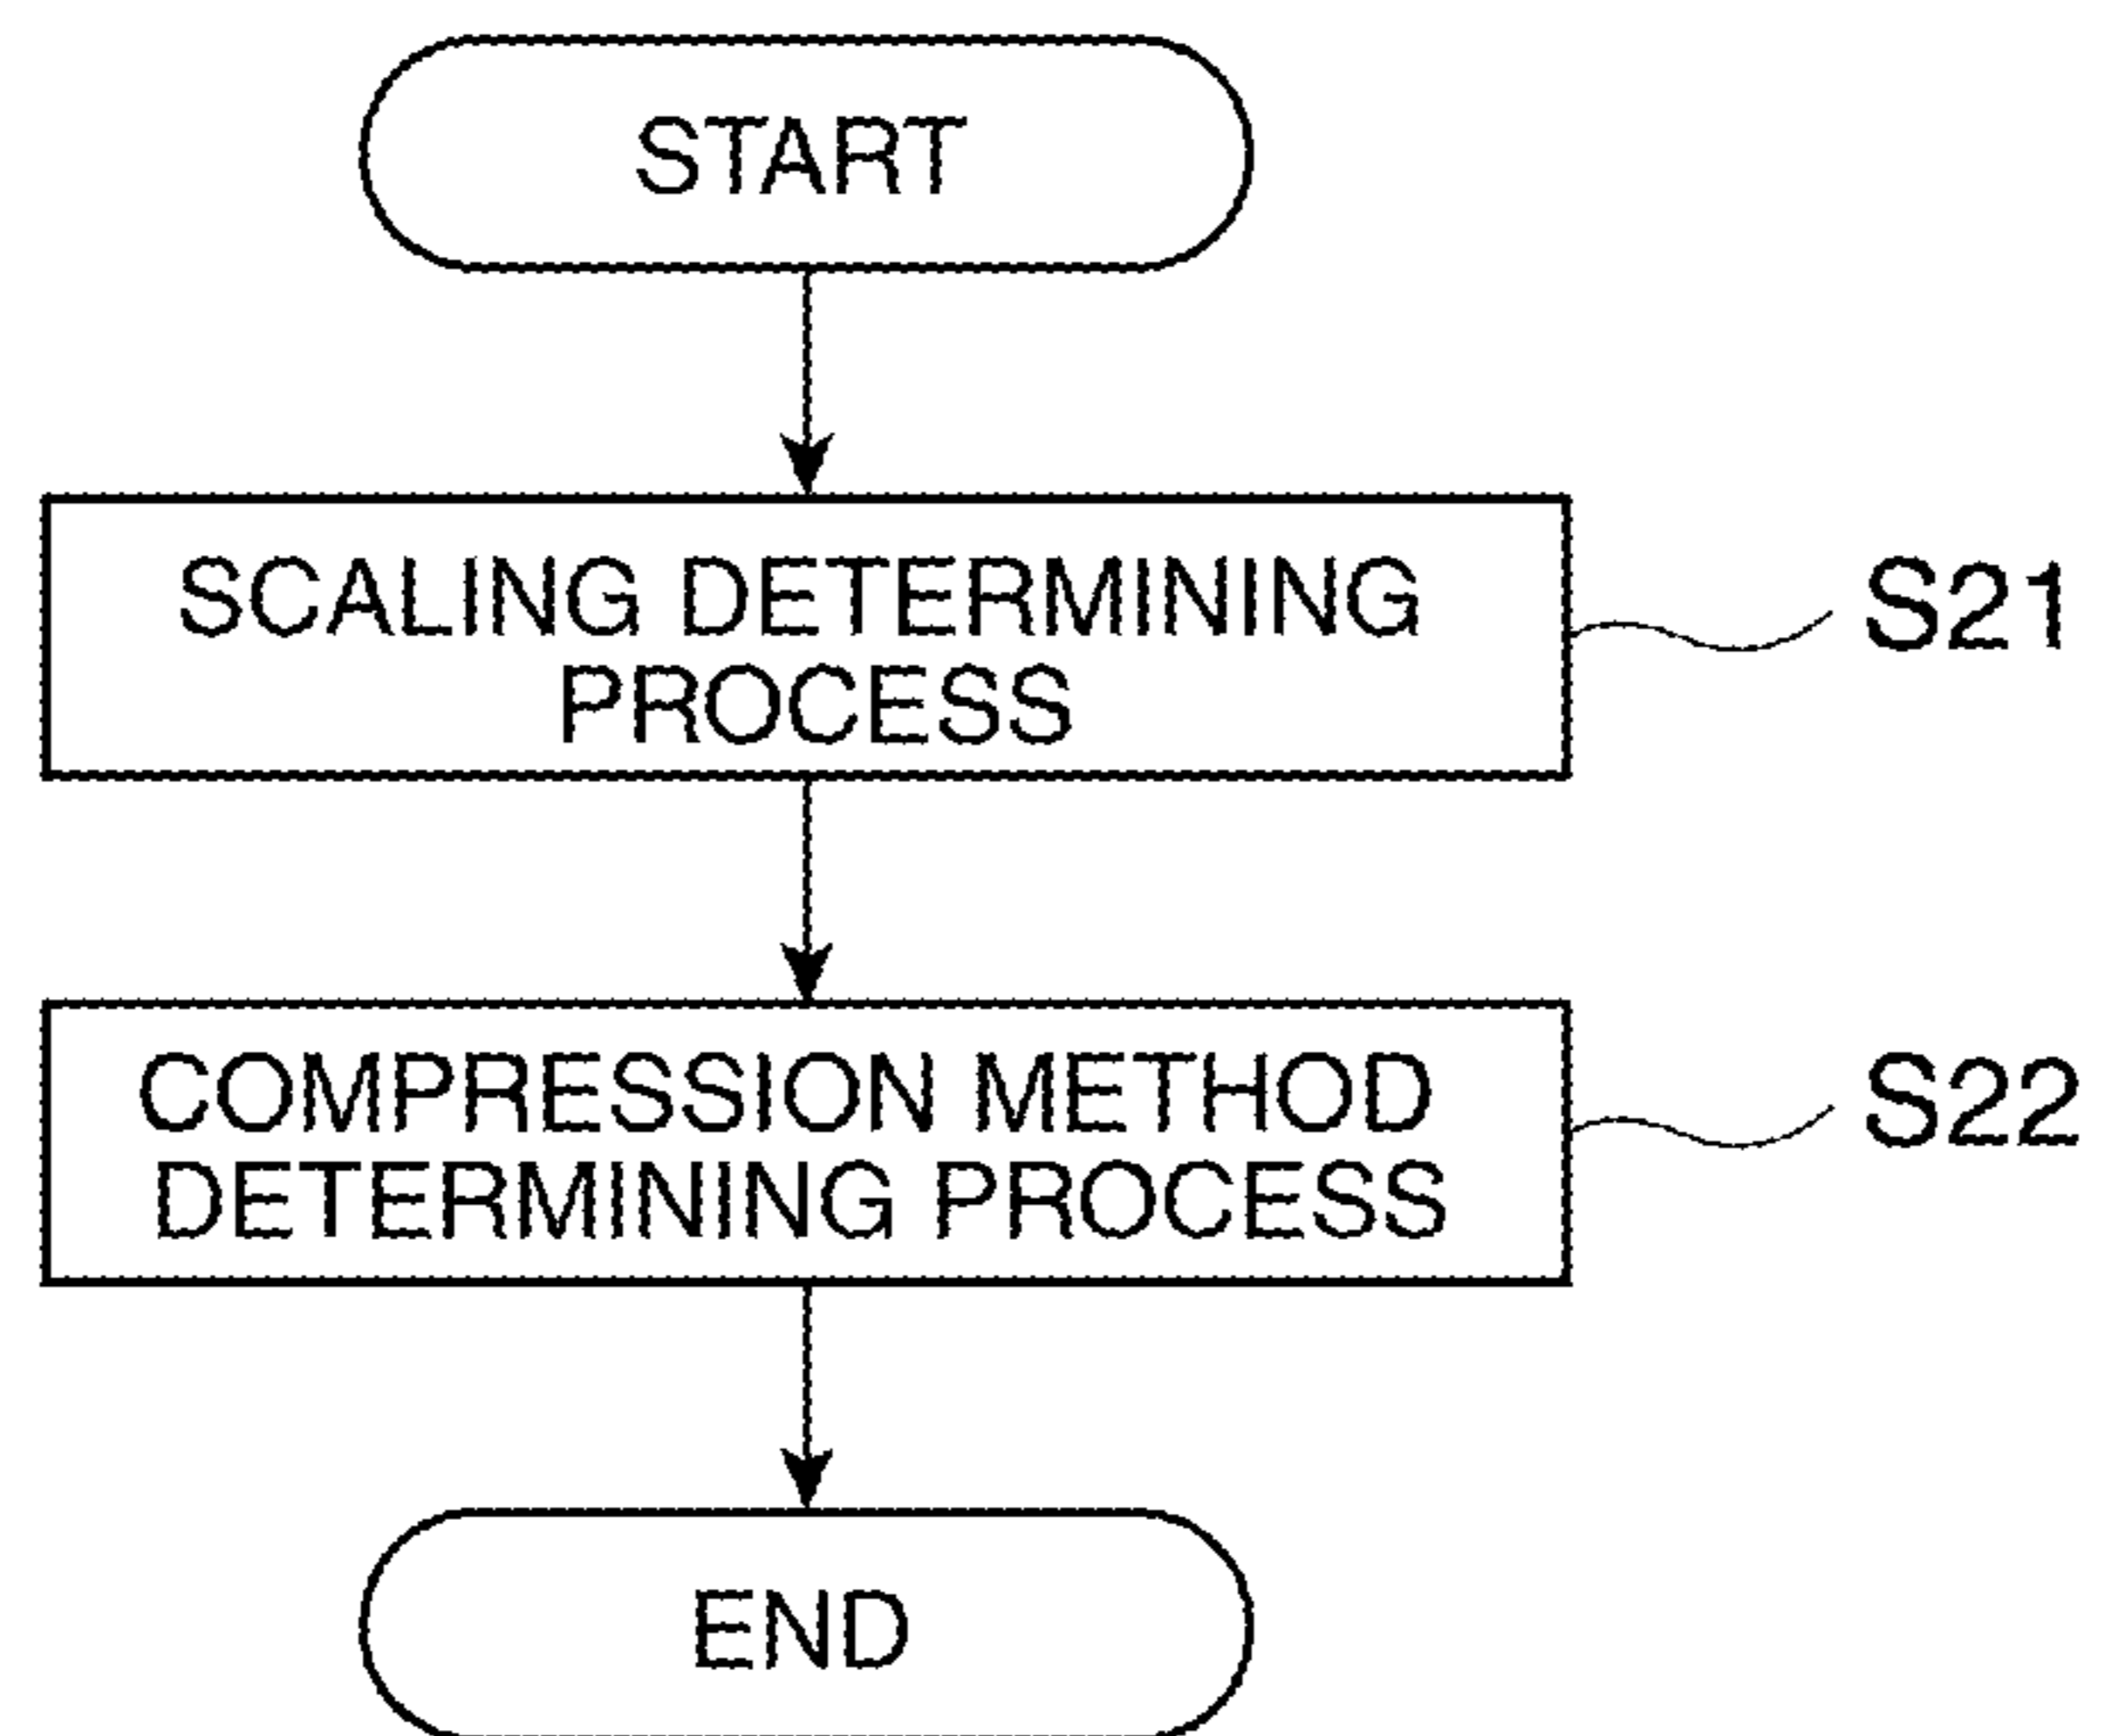 START
SCALING DETERMINING
PROCESS
S21
COMPRESSION METHOD
DETERMINING PROCESS
S22
END